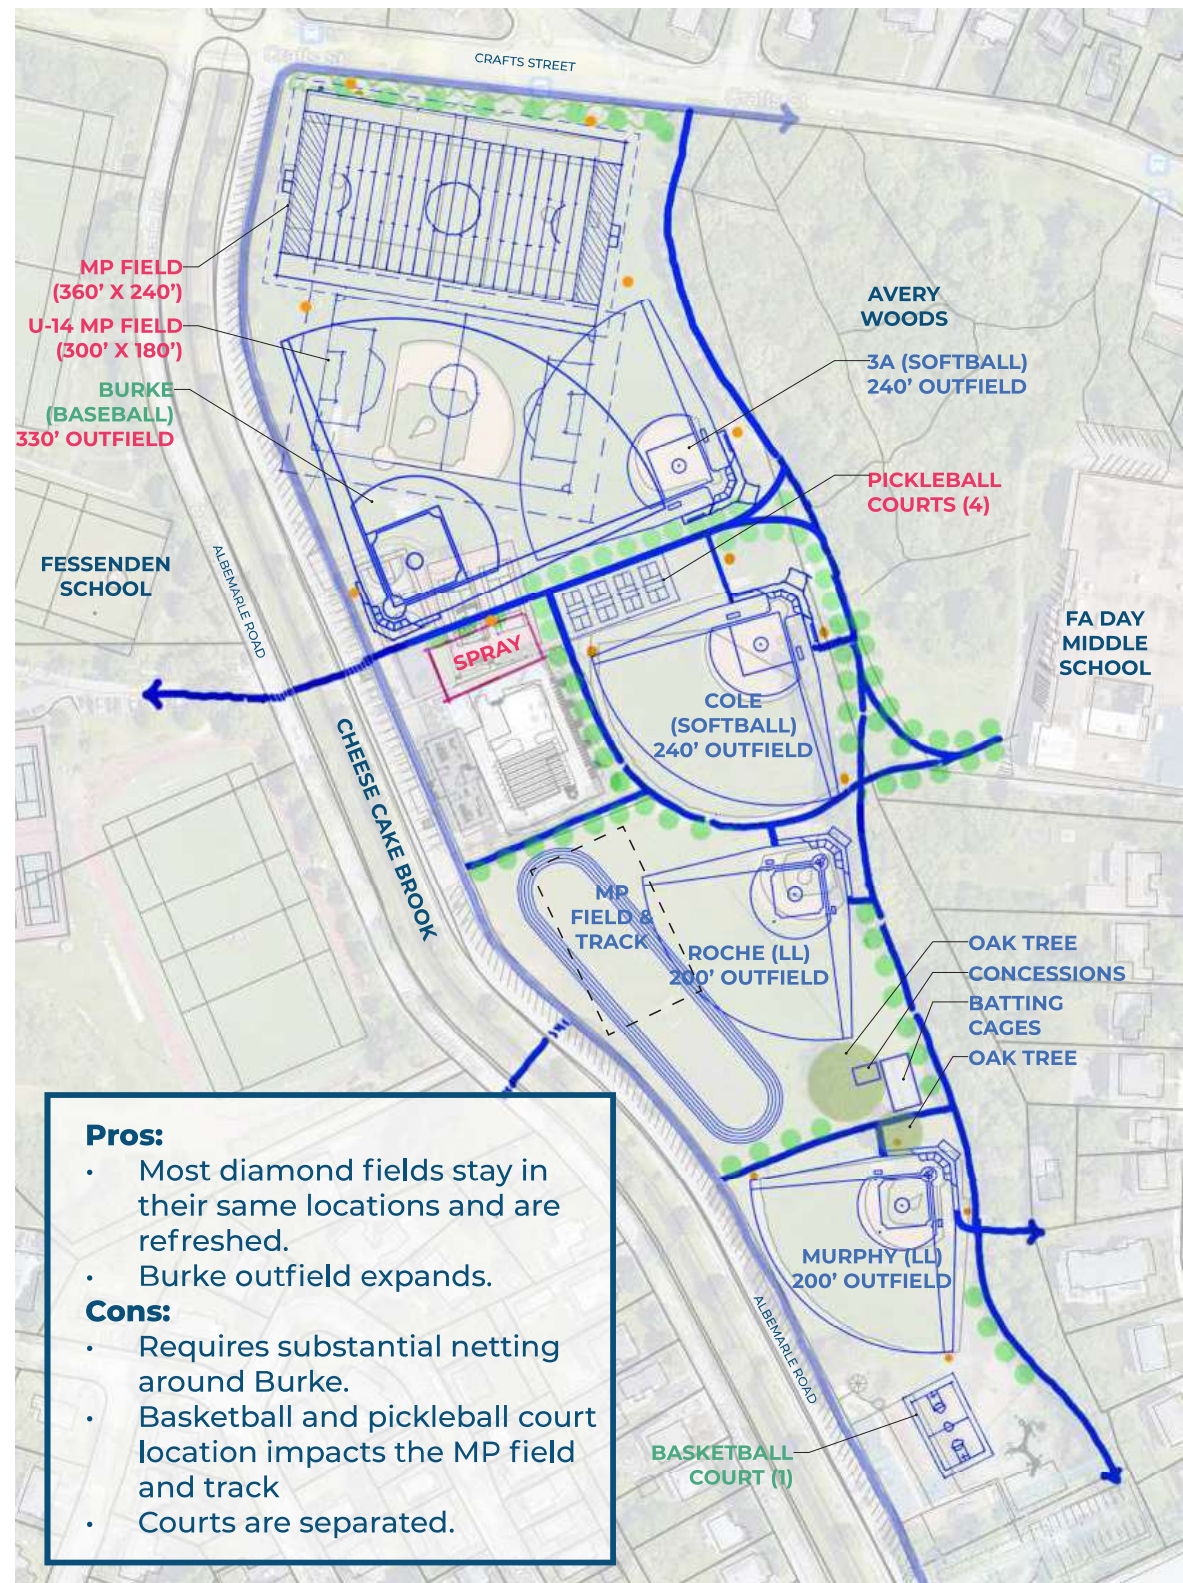 CRAFTS STREET
Crafts St
Crafts St
MP FIELD
(360' X 240')
U-14 MP FIELD
(300' X 180')
BURKE
(BASEBALL)
330' OUTFIELD
AVERY
WOODS
3A (SOFTBALL)
240' OUTFIELD
PICKLEBALL
COURTS (4)
FESSENDEN
SCHOOL
ALBEMARLE ROAD
FA DAY
MIDDLE
SCHOOL
SPRAY
COLE
(SOFTBALL)
240' OUTFIELD
CHEESE CAKE BROOK
MP
FIELD &
TRACK
ROCHE (LL)
200' OUTFIELD
OAK TREE
CONCESSIONS
BATTING
CAGES
OAK TREE
MURPHY (LL)
200' OUTFIELD
ALBEMARLE ROAD
BASKETBALL
COURT (1)
Pros:
• Most diamond fields stay in
their same locations and are
refreshed.
• Burke outfield expands.
Cons:
• Requires substantial netting
around Burke.
• Basketball and pickleball court
location impacts the MP field
and track
• Courts are separated.